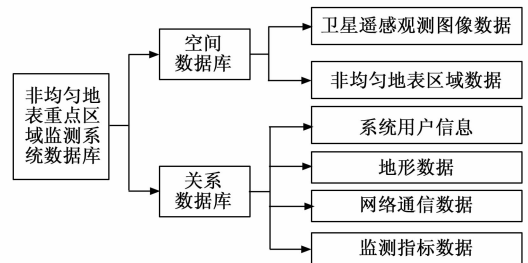 非均匀地
表重点区
域监测系
统数据库
空间
数据库
卫星遥感观测图像数据
非均匀地表区域数据
关系
数据库
系统用户信息
地形数据
网络通信数据
监测指标数据